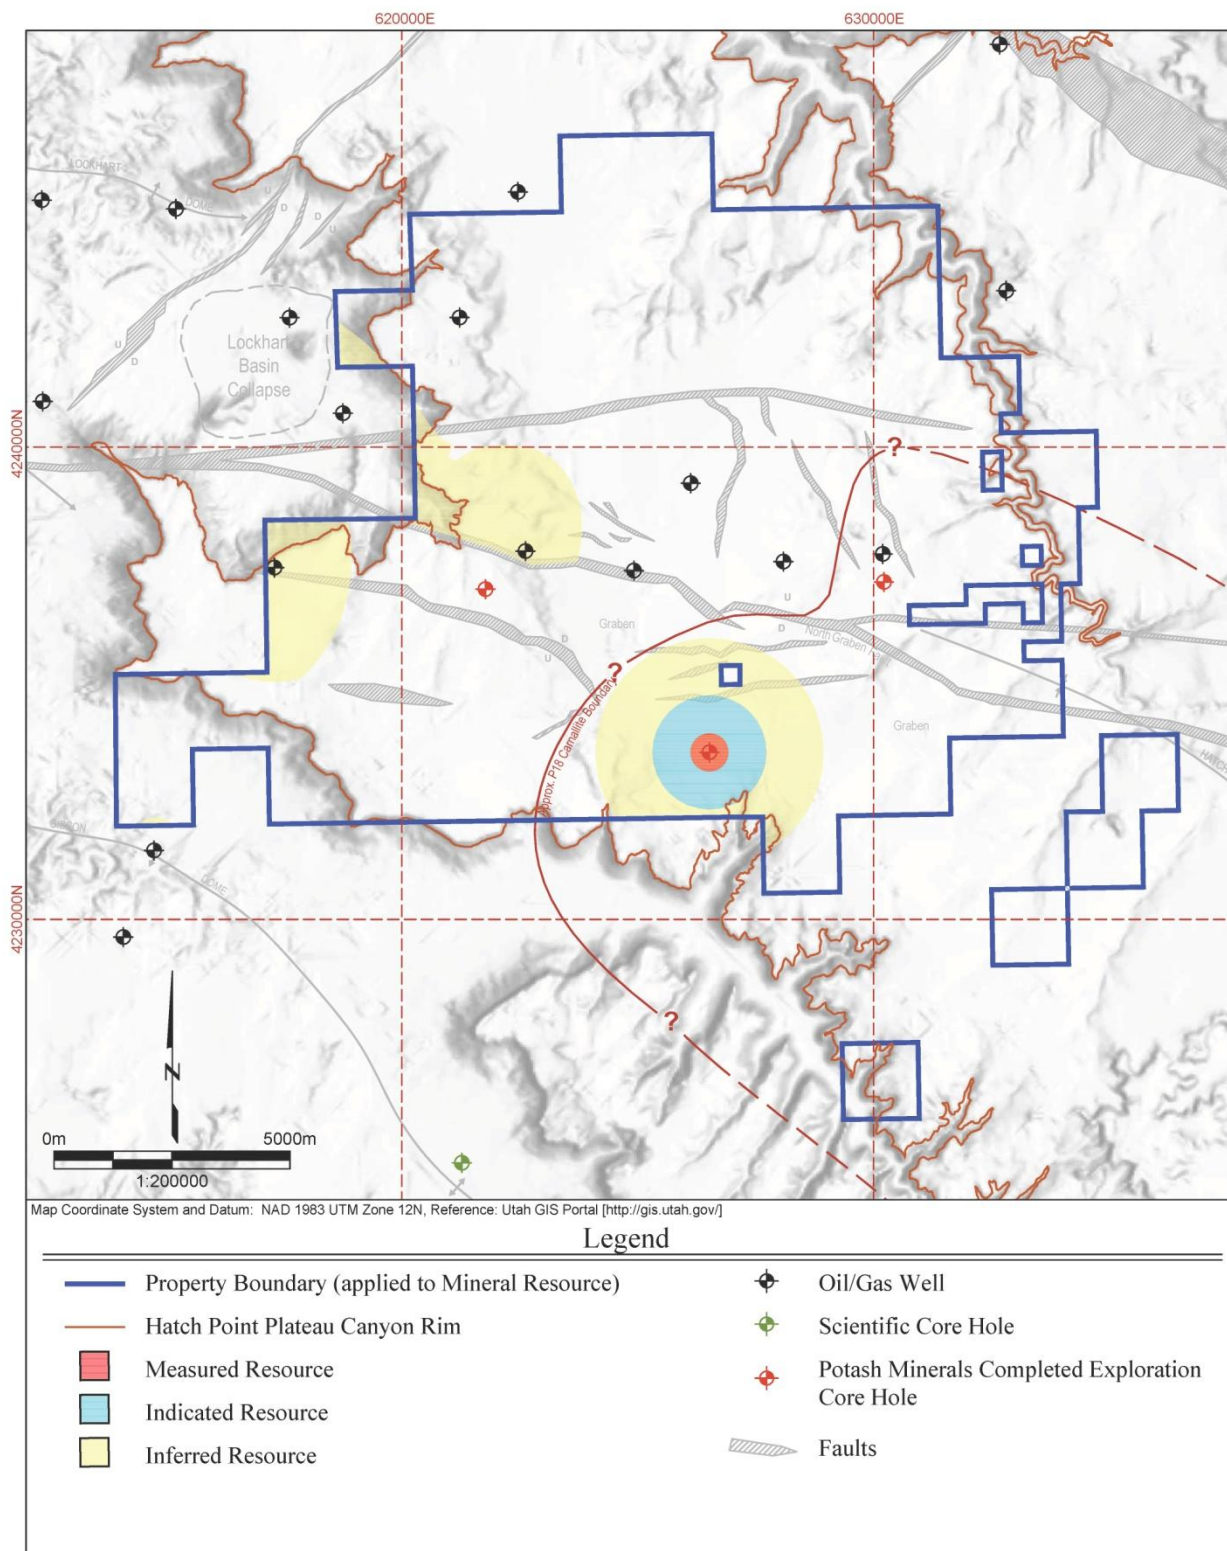 620000E
630000E
LOCKHART
DOME
U
D
D
U
U
D
Lockhart
Basin
Collapse
4240000N
?
?
Graben
U
D
North Graben
D
U
Approx. P18 Carnallite Boundary
Graben
HATCH
DOME
4230000N
?
N
0m
5000m
1:200000
Map Coordinate System and Datum: NAD 1983 UTM Zone 12N, Reference: Utah GIS Portal [http://gis.utah.gov/]
Legend
Property Boundary (applied to Mineral Resource)
Hatch Point Plateau Canyon Rim
Measured Resource
Indicated Resource
Inferred Resource
Oil/Gas Well
Scientific Core Hole
Potash Minerals Completed Exploration
Core Hole
Faults